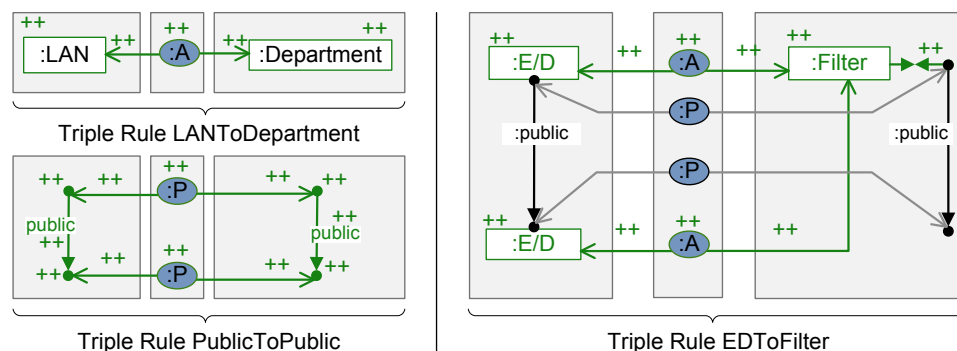 ++ ++ ++ ++ ++
:LAN :A :Department
Triple Rule LANToDepartment
++ ++ ++ ++ ++
:P
public ++ ++ public
++ ++ ++ ++ ++
:P
Triple Rule PublicToPublic
++ ++ ++ ++ ++ ++
:E/D :A :Filter
:P
:public :public
:P
++ ++ ++ ++
:E/D :A
Triple Rule EDToFilter